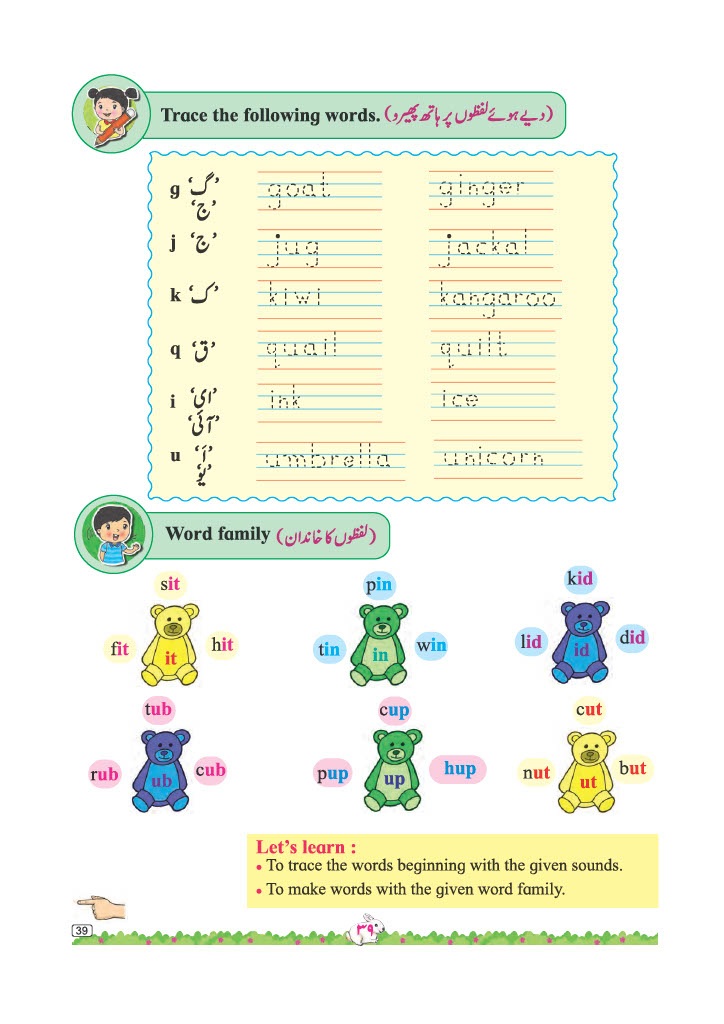 Trace the following words. (دیے ہوئے لفظوں پر ہاتھ پھیرو)
g ‘گ’ goat ginger
‘ج’
j ‘ج’ jug jackal
k ‘ک’ kiwi kangaroo
q ‘ق’ quail quilt
i ‘ای’ ink ice
‘آئی’
u ‘اَ’ umbrella unicorn
‘یُو’
Word family (لفظوں کا خاندان)
sit pin kid
fit it hit tin in win lid id did
tub cup cut
rub ub cub pup up hup nut ut but
Let’s learn :
• To trace the words beginning with the given sounds.
• To make words with the given word family.
39 ۳۹